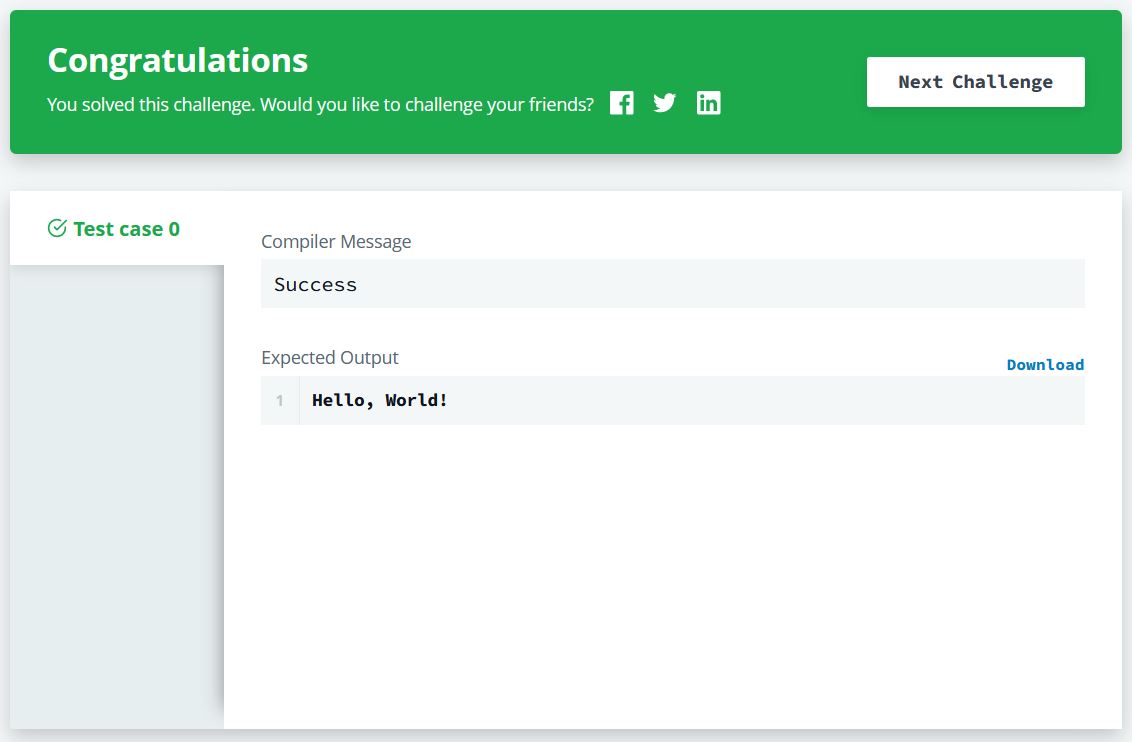 Congratulations
You solved this challenge. Would you like to challenge your friends?
Next Challenge
Test case 0
Compiler Message
Success
Expected Output
Download
1 Hello, World!